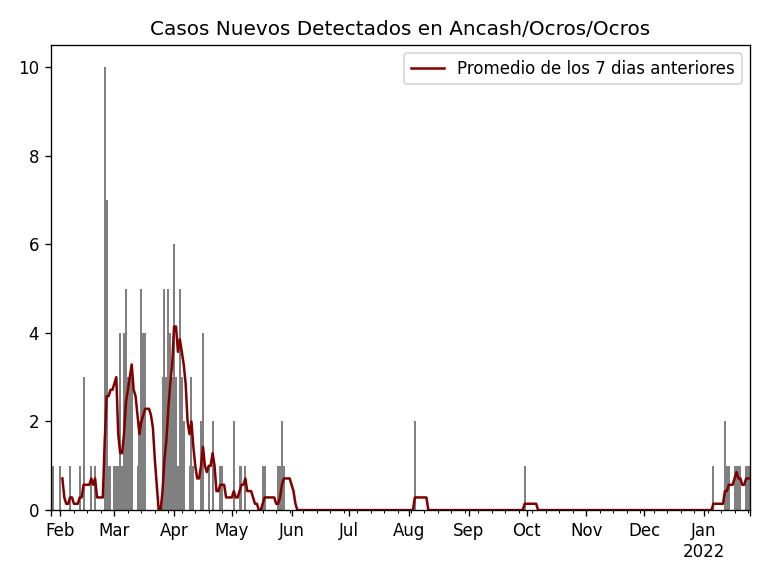 Casos Nuevos Detectados en Ancash/Ocros/Ocros
Promedio de los 7 dias anteriores
10
8
6
4
2
0
Feb Mar Apr May Jun Jul Aug Sep Oct Nov Dec Jan
2022